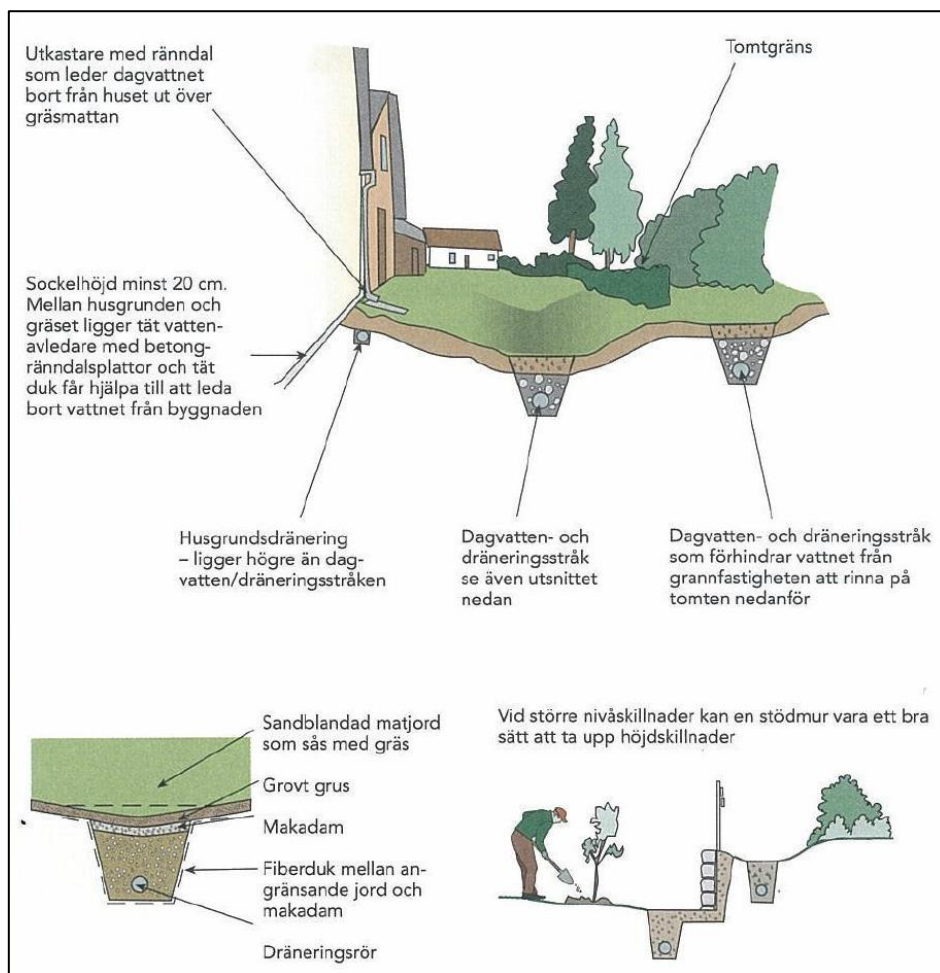 Utkastare med ränndal
som leder dagvattnet
bort från huset ut över
gräsmattan
Tomtgräns
Sockelhöjd minst 20 cm.
Mellan husgrunden och
gräset ligger tät vatten-
avledare med betong-
ränndalsplattor och tät
duk får hjälpa till att leda
bort vattnet från byggnaden
Husgrundsdränering
– ligger högre än dag-
vatten/dräneringsstråken
Dagvatten- och
dräneringsstråk
se även utsnittet
nedan
Dagvatten- och dräneringsstråk
som förhindrar vattnet från
grannfastigheten att rinna på
tomten nedanför
Sandblandad matjord
som sås med gräs
Grovt grus
Makadam
Fiberduk mellan an-
gränsande jord och
makadam
Dräneringsrör
Vid större nivåskillnader kan en stödmur vara ett bra
sätt att ta upp höjdskillnader